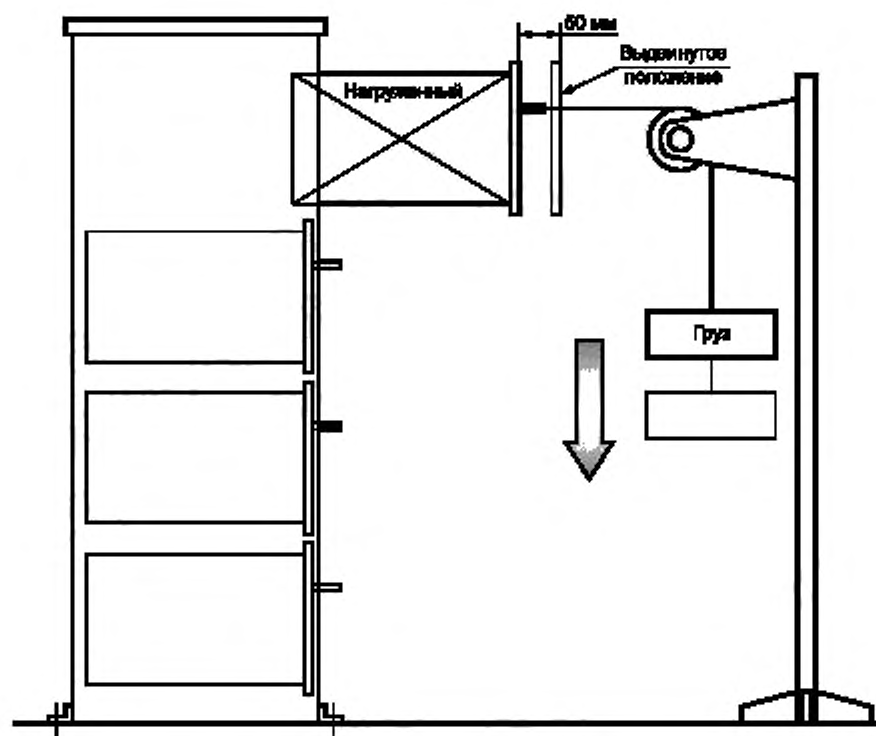 50 мм
Выдвинутое
положение
Нагруженный
Груз